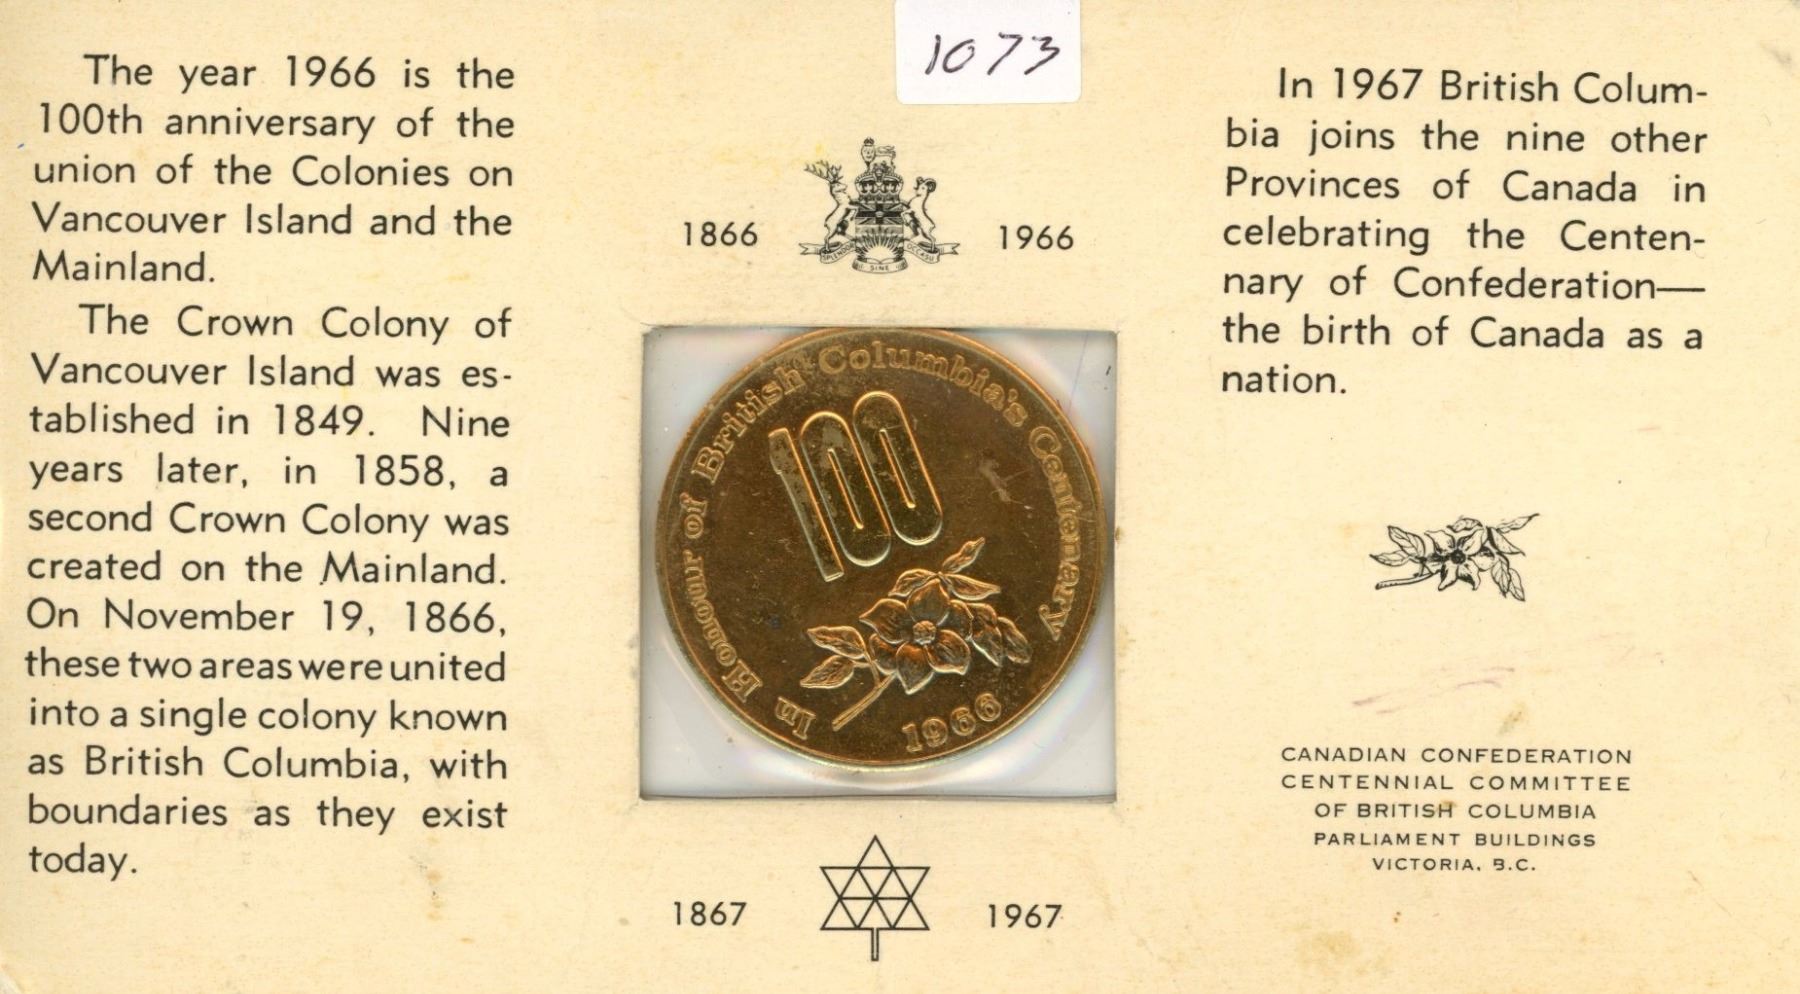 The year 1966 is the
100th anniversary of the
union of the Colonies on
Vancouver Island and the
Mainland.
The Crown Colony of
Vancouver Island was es-
tablished in 1849. Nine
years later, in 1858, a
second Crown Colony was
created on the Mainland.
On November 19, 1866,
these two areas were united
into a single colony known
as British Columbia, with
boundaries as they exist
today.
1073
1866 1966
SPLENDOR SINE OCCASU
In Honour of British Columbia's Centenary
100
1966
1867 1967
In 1967 British Colum-
bia joins the nine other
Provinces of Canada in
celebrating the Centen-
nary of Confederation—
the birth of Canada as a
nation.
CANADIAN CONFEDERATION
CENTENNIAL COMMITTEE
OF BRITISH COLUMBIA
PARLIAMENT BUILDINGS
VICTORIA, B.C.